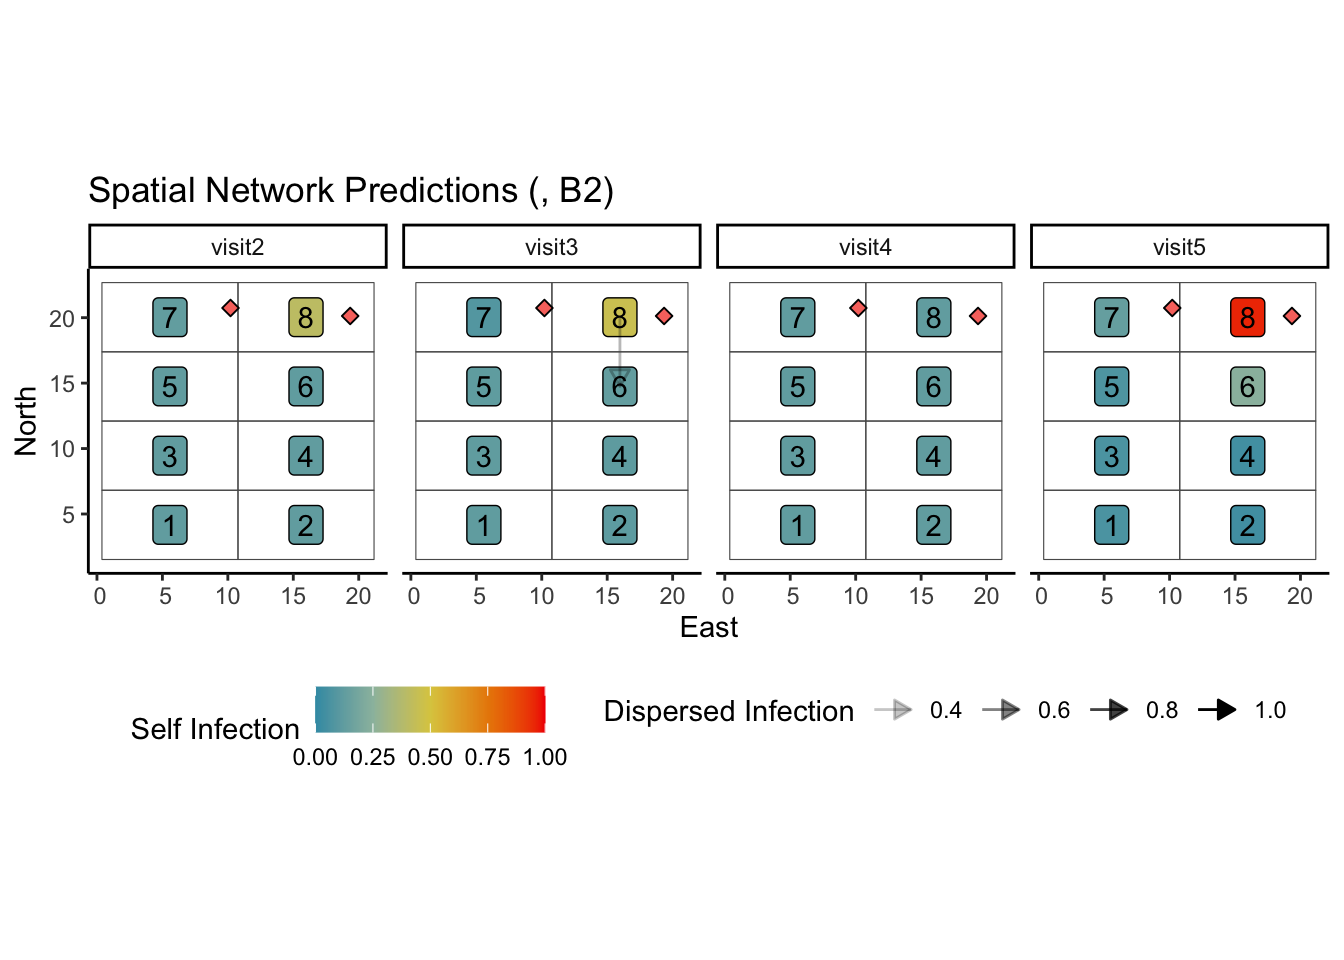 Spatial Network Predictions (, B2)
visit2 visit3 visit4 visit5
20 7 8 7 8 7 8 7 8
15 5 6 5 6 5 6 5 6
10 3 4 3 4 3 4 3 4
5 1 2 1 2 1 2 1 2
North
0 5 10 15 20 0 5 10 15 20 0 5 10 15 20 0 5 10 15 20
East
Self Infection
0.00 0.25 0.50 0.75 1.00
Dispersed Infection 0.4 0.6 0.8 1.0